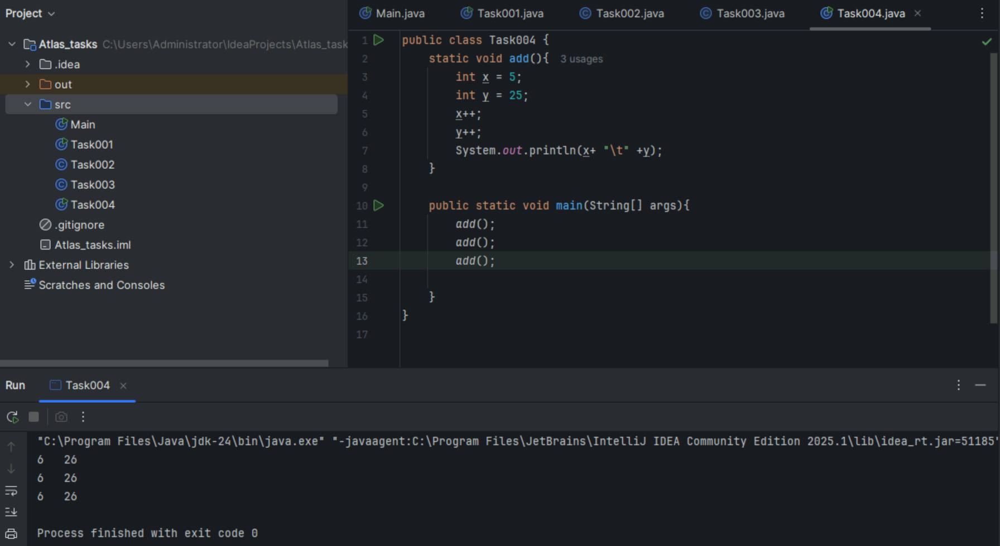 Project
Atlas_tasks C:\Users\Administrator\IdeaProjects\Atlas_task
.idea
out
src
Main
Task001
Task002
Task003
Task004
.gitignore
Atlas_tasks.iml
External Libraries
Scratches and Consoles
Main.java Task001.java Task002.java Task003.java Task004.java
1 public class Task004 {
2 static void add(){ 3 usages
3 int x = 5;
4 int y = 25;
5 x++;
6 y++;
7 System.out.println(x+ "\t" +y);
8 }
9
10 public static void main(String[] args){
11 add();
12 add();
13 add();
14
15 }
16 }
17
Run Task004
"C:\Program Files\Java\jdk-24\bin\java.exe" "-javaagent:C:\Program Files\JetBrains\IntelliJ IDEA Community Edition 2025.1\lib\idea_rt.jar=51185"
6 26
6 26
6 26
Process finished with exit code 0